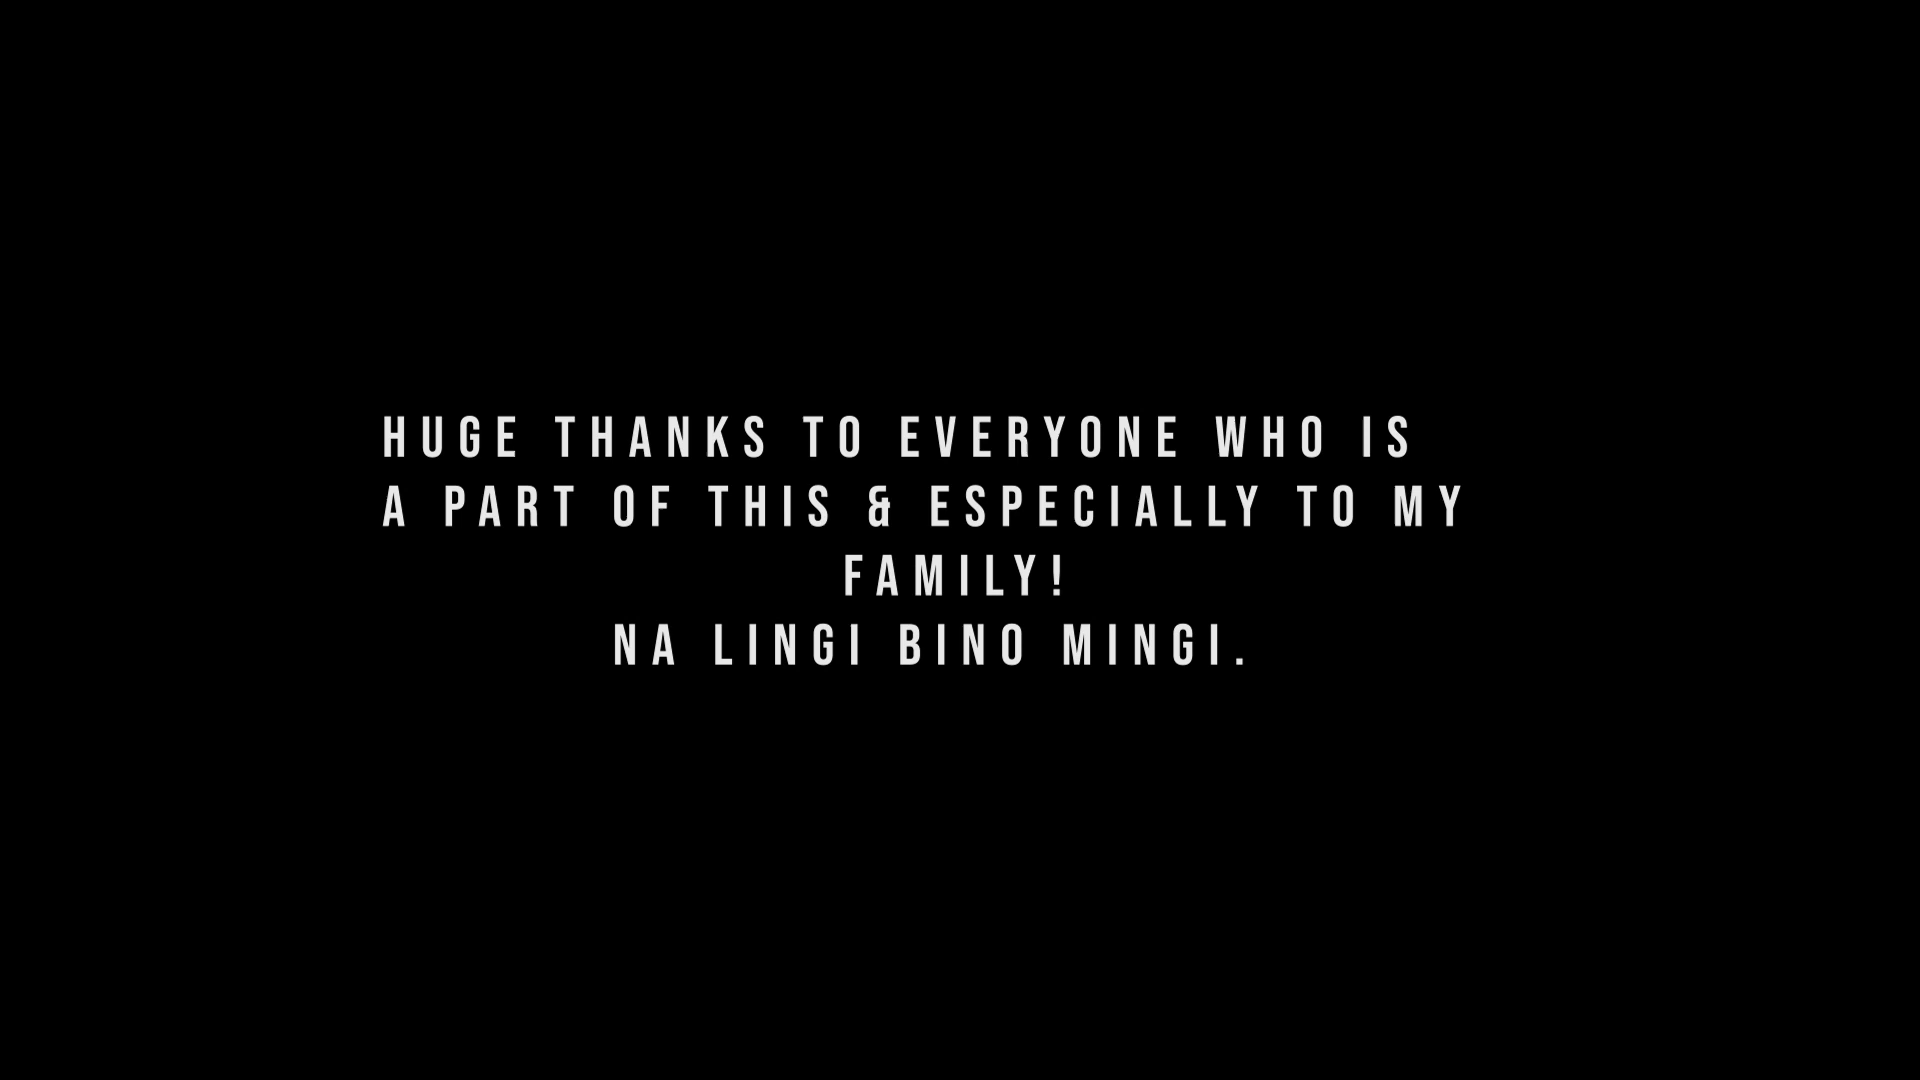 HUGE THANKS TO EVERYONE WHO IS
A PART OF THIS & ESPECIALLY TO MY
FAMILY!
NA LINGI BINO MINGI.